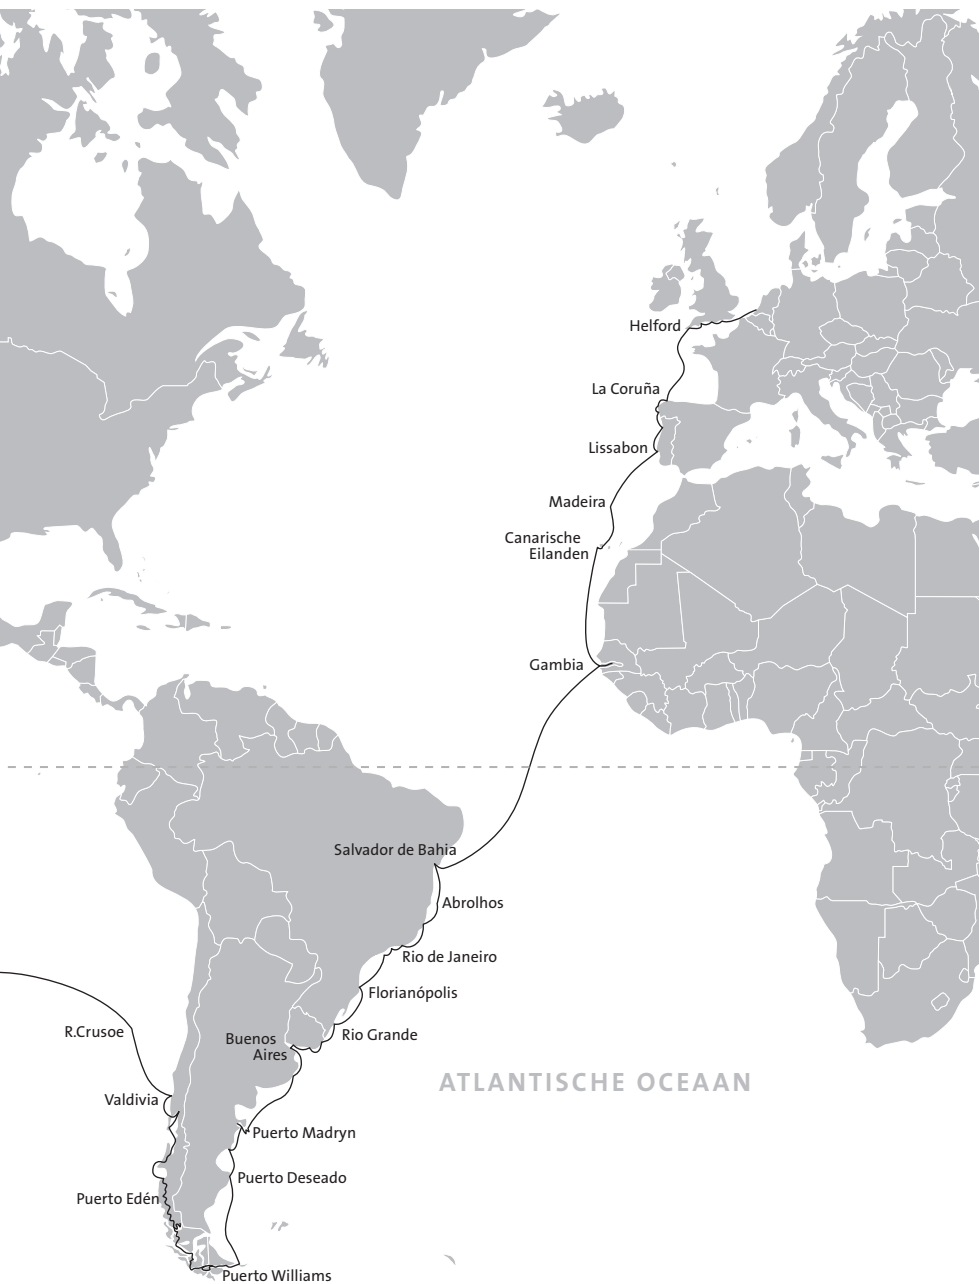 Helford
La Coruña
Lissabon
Madeira
Canarische
Eilanden
Gambia
Salvador de Bahia
Abrolhos
Rio de Janeiro
Florianópolis
R.Crusoe
Rio Grande
Buenos
Aires
ATLANTISCHE OCEAAN
Valdivia
Puerto Madryn
Puerto Deseado
Puerto Edén
Puerto Williams